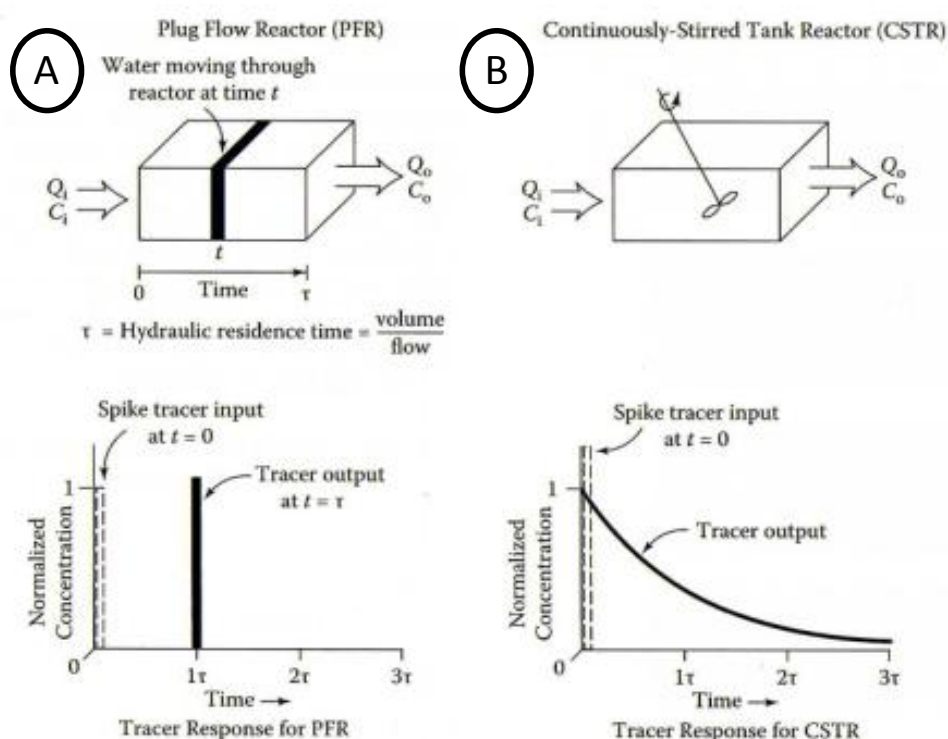 A
Plug Flow Reactor (PFR)
Water moving through
reactor at time t
Qi
Ci
Qo
Co
t
0
Time
τ
τ = Hydraulic residence time = volume
flow
Spike tracer input
at t = 0
Tracer output
at t = τ
Normalized
Concentration
1
0
1τ
2τ
3τ
Time
Tracer Response for PFR
B
Continuously-Stirred Tank Reactor (CSTR)
Qi
Ci
Qo
Co
Spike tracer input
at t = 0
Tracer output
Normalized
Concentration
1
0
1τ
2τ
3τ
Time
Tracer Response for CSTR